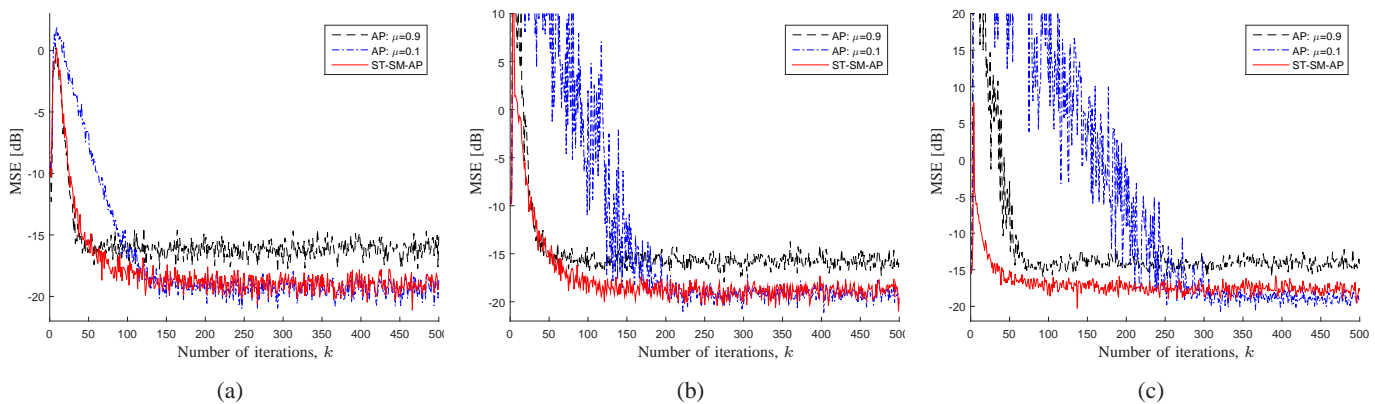 AP: μ=0.9
AP: μ=0.1
ST-SM-AP
MSE [dB]
0
-5
-10
-15
-20
0 50 100 150 200 250 300 350 400 450 500
Number of iterations, k
(a)
AP: μ=0.9
AP: μ=0.1
ST-SM-AP
MSE [dB]
10
5
0
-5
-10
-15
-20
0 50 100 150 200 250 300 350 400 450 500
Number of iterations, k
(b)
AP: μ=0.9
AP: μ=0.1
ST-SM-AP
MSE [dB]
20
15
10
5
0
-5
-10
-15
-20
0 50 100 150 200 250 300 350 400 450 500
Number of iterations, k
(c)